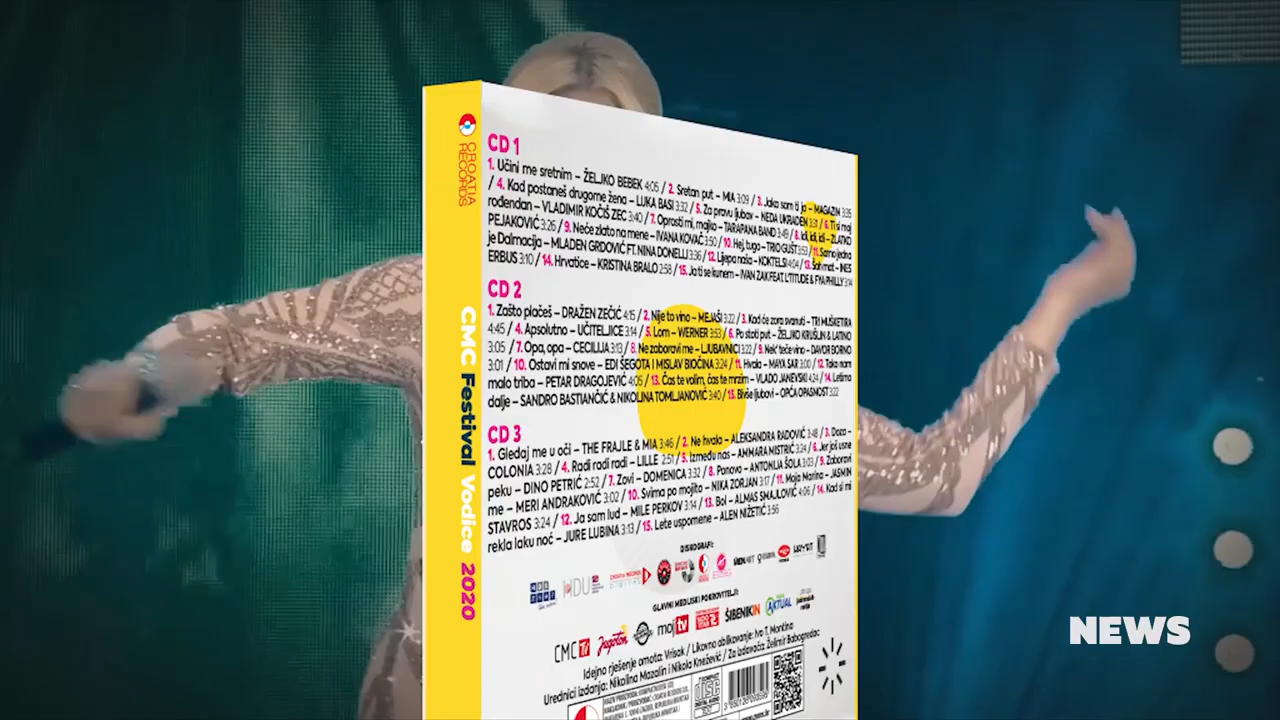 CROATIA
RECORDS
CMC Festival Vodice 2020
CD 1
1. Učini me sretnim – ŽELJKO BEBEK 4:05 / 2. Sretan put – MIA 3:09 / 3. Jaka sam ti ja – MAGAZIN 3:35
/ 4. Kad postaneš drugome žena – LUKA BASI 3:32 / 5. Za pravu ljubav – NEDA UKRADEN 3:31 / 6. Ti si moj
rođendan – VLADIMIR KOČIŠ ZEC 3:40 / 7. Oprosti mi, majko – TARAPANA BAND 3:49 / 8. Idi, idi, idi – ZLATKO
PEJAKOVIĆ 3:26 / 9. Neće zlato na mene – IVANA KOVAČ 3:50 / 10. Hej, tugo – TRIO GUŠT 3:53 / 11. Samo jedna
je Dalmacija – MLADEN GRDOVIĆ FT. NINA DONELLI 3:36 / 12. Ljepa naša – KOKTELSI 4:04 / 13. Šah mat – INES
ERBUS 3:10 / 14. Hrvatice – KRISTINA BRALO 2:58 / 15. Ja ti se kunem – IVAN ZAK FEAT. L'TITUDE & FYA PHILLY 3:14
CD 2
1. Zašto plačeš – DRAŽEN ZEČIĆ 4:15 / 2. Nije to vino – MEJAŠI 3:22 / 3. Kad će zora svanuti – TRI MUŠKETIRA
4:45 / 4. Apsolutno – UČITELJICE 3:14 / 5. Lom – WERNER 3:53 / 6. Po stoti put – ŽELJKO KRUŠLIN & LATINO
3:05 / 7. Opa, opa – CECILIJA 3:13 / 8. Ne zaboravi me – LJUBAVNICI 3:22 / 9. Nek' teče vino – DAVOR BORNO
3:01 / 10. Ostavi mi snove – EDI ŠEGOTA I MISLAV BIOČINA 3:24 / 11. Hvala – MAYA SAR 3:00 / 12. Tako nam
malo triba – PETAR DRAGOJEVIĆ 4:05 / 13. Čas te volim, čas te mrzim – VLADO JANEVSKI 4:24 / 14. Letimo
dalje – SANDRO BASTIANČIĆ & NIKOLINA TOMLJANOVIĆ 3:40 / 15. Bivše ljubovi – OPĆA OPASNOST 3:22
CD 3
1. Gledaj me u oči – THE FRAJLE & MIA 3:46 / 2. Ne hvala – ALEKSANDRA RADOVIĆ 3:48 / 3. Doza –
COLONIA 3:28 / 4. Radi radi radi – LILLE 2:51 / 5. Između nas – AMMARA MISTRIĆ 3:24 / 6. Jer još usne
peku – DINO PETRIĆ 2:52 / 7. Zovi – DOMENICA 3:32 / 8. Ponovo – ANTONIJA ŠOLA 3:03 / 9. Zaboravi
me – MERI ANDRAKOVIĆ 3:02 / 10. Svima po mojito – NIKA ZORJAN 3:17 / 11. Moja Marina – JASMIN
STAVROS 3:24 / 12. Ja sam lud – MILE PERKOV 3:14 / 13. Bol – ALMAS SMAJLOVIĆ 4:06 / 14. Kad si mi
rekla laku noć – JURE LUBINA 3:13 / 15. Lete uspomene – ALEN NIŽETIĆ 3:56
DISKOGRAFI:
HDU
GLAVNI MEDIJSKI POKROVITELJI:
CMC TV Jugoton moj tv ŠIBENIK IN AKTUAL
Idejno rješenje omota: Vrisak / Likovno oblikovanje: Ivo T. Montina
Urednici izdanja: Nikolina Mazalin i Nikola Knežević / Za izdavača: Želimir Babogredac
COMPACT
disc
DIGITAL AUDIO
NEWS